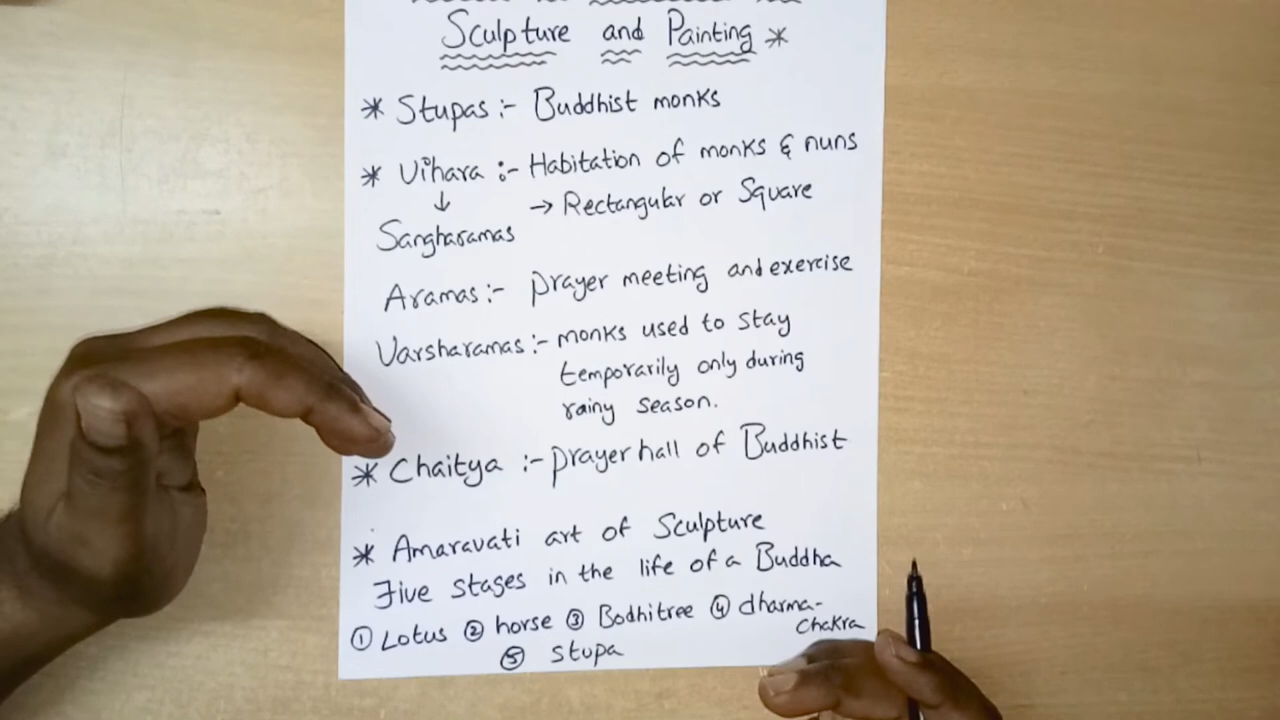 Sculpture and Painting *
* Stupas :- Buddhist monks
* Vihara :- Habitation of monks & nuns
↓ → Rectangular or Square
Sangharamas
Aramas :- prayer meeting and exercise
Varsharamas :- monks used to stay
temporarily only during
rainy season.
* Chaitya :- prayer hall of Buddhist
* Amaravati art of Sculpture
Five stages in the life of a Buddha
① Lotus ② horse ③ Bodhitree ④ dharma-
chakra
⑤ stupa